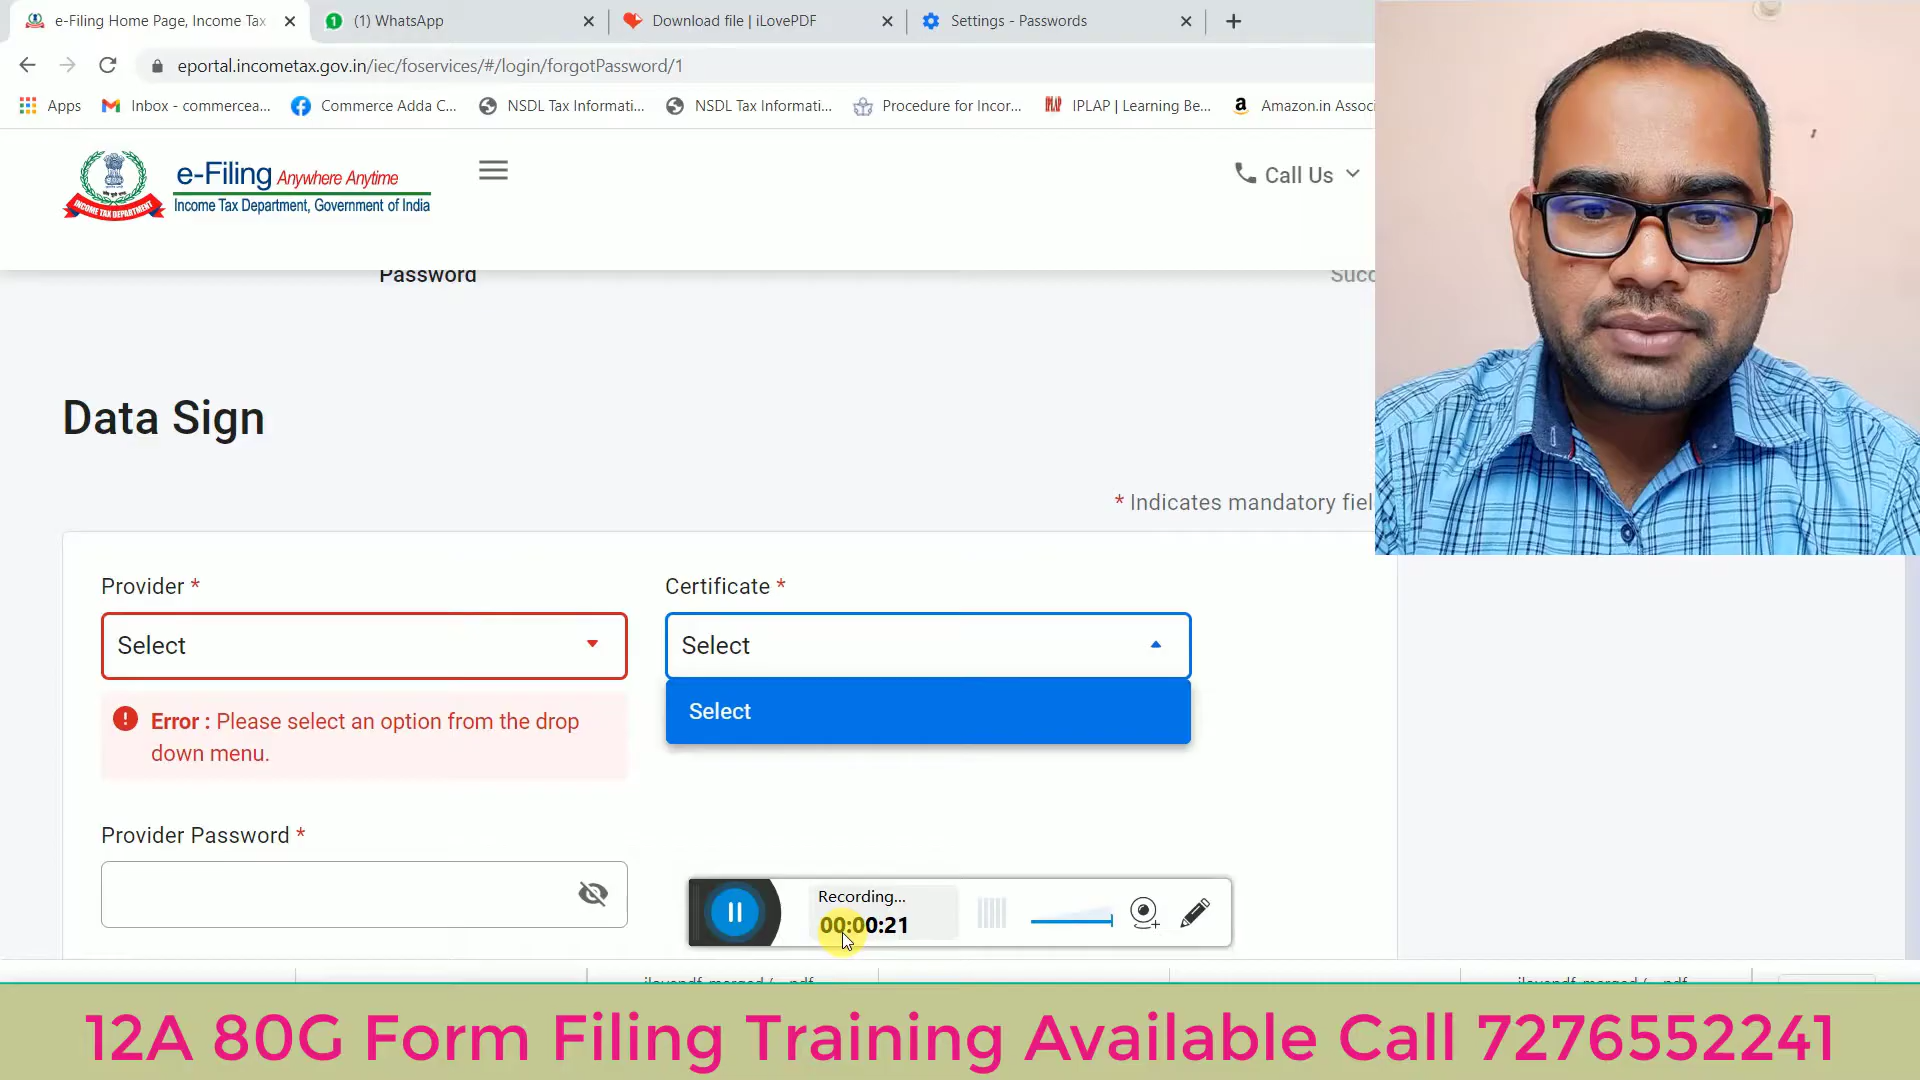 e-Filing Home Page, Income Tax
(1) WhatsApp
Download file | iLovePDF
Settings - Passwords
eportal.incometax.gov.in/iec/foservices/#/login/forgotPassword/1
Apps
Inbox - commercea...
Commerce Adda C...
NSDL Tax Informati...
NSDL Tax Informati...
Procedure for Incor...
IPLAP | Learning Be...
Amazon.in Associ
e-Filing Anywhere Anytime
Income Tax Department, Government of India
INCOME TAX DEPARTMENT
Call Us
Password
Succ
Data Sign
* Indicates mandatory fiel
Provider *
Certificate *
Select
Select
Select
Error : Please select an option from the drop
down menu.
Provider Password *
Recording...
00:00:21
12A 80G Form Filing Training Available Call 7276552241